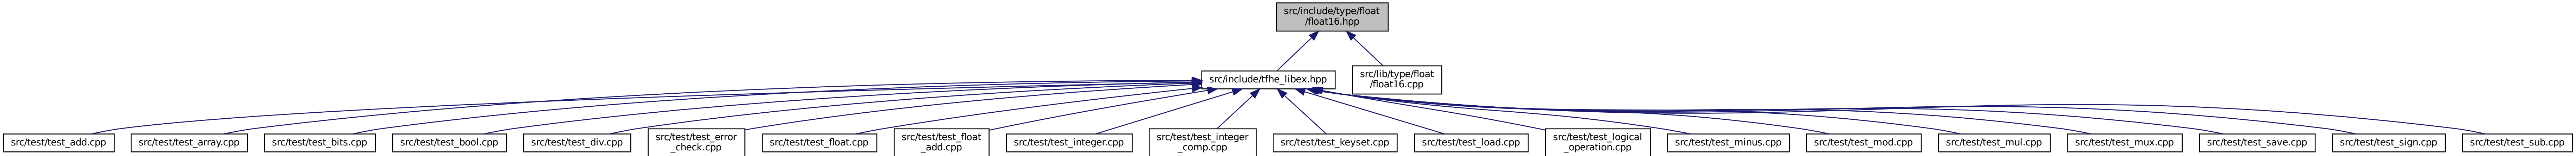 src/include/type/float
/float16.hpp
src/include/tfhe_libex.hpp
src/lib/type/float
/float16.cpp
src/test/test_add.cpp
src/test/test_array.cpp
src/test/test_bits.cpp
src/test/test_bool.cpp
src/test/test_div.cpp
src/test/test_error
_check.cpp
src/test/test_float.cpp
src/test/test_float
_add.cpp
src/test/test_integer.cpp
src/test/test_integer
_comp.cpp
src/test/test_keyset.cpp
src/test/test_load.cpp
src/test/test_logical
_operation.cpp
src/test/test_minus.cpp
src/test/test_mod.cpp
src/test/test_mul.cpp
src/test/test_mux.cpp
src/test/test_save.cpp
src/test/test_sign.cpp
src/test/test_sub.cpp